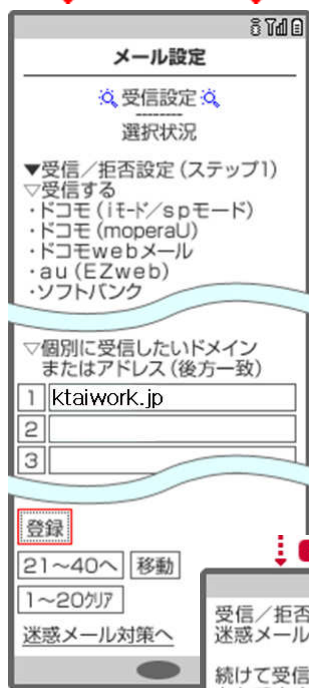 メール設定
受信設定
選択状況
▼受信／拒否設定(ステップ1)
▽受信する
・ドコモ(iモード／spモード)
・ドコモ(moperaU)
・ドコモwebメール
・au(EZweb)
・ソフトバンク
▽個別に受信したいドメイン
またはアドレス(後方一致)
1 ktaiwork.jp
2
3
登録
21～40へ 移動
1～20クリア
迷惑メール対策へ
受信／拒否
迷惑メール
続けて受信